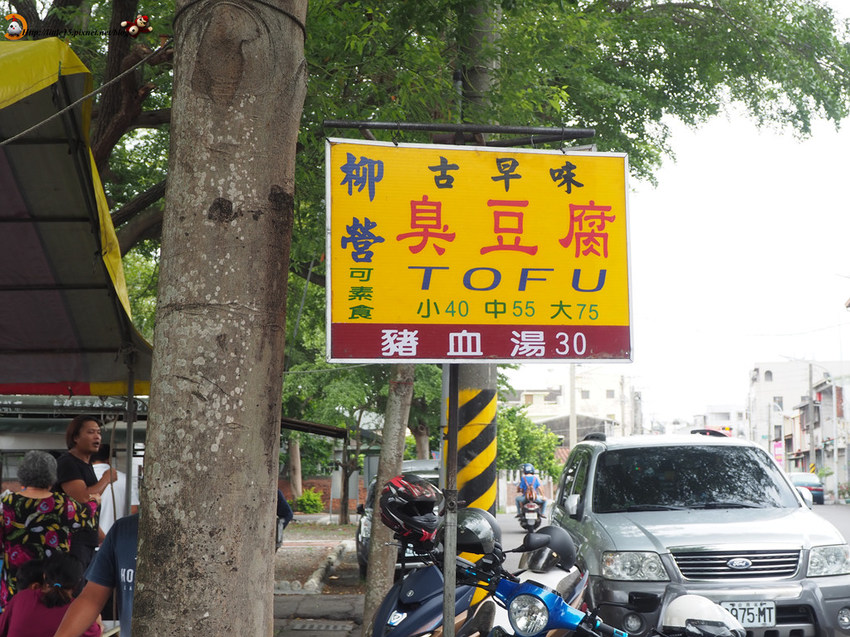 柳營
古早味
臭豆腐
TOFU
可素食
小40 中55 大75
豬血湯30
Ford
975·MT